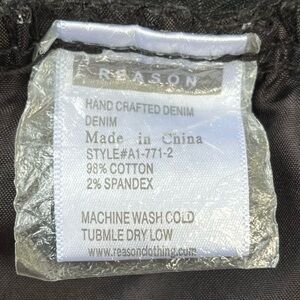 REASON
HAND CRAFTED DENIM
DENIM
Made in China
STYLE#A1-771-2
98% COTTON
2% SPANDEX
MACHINE WASH COLD
TUBMLE DRY LOW
www.reasonclothing.com